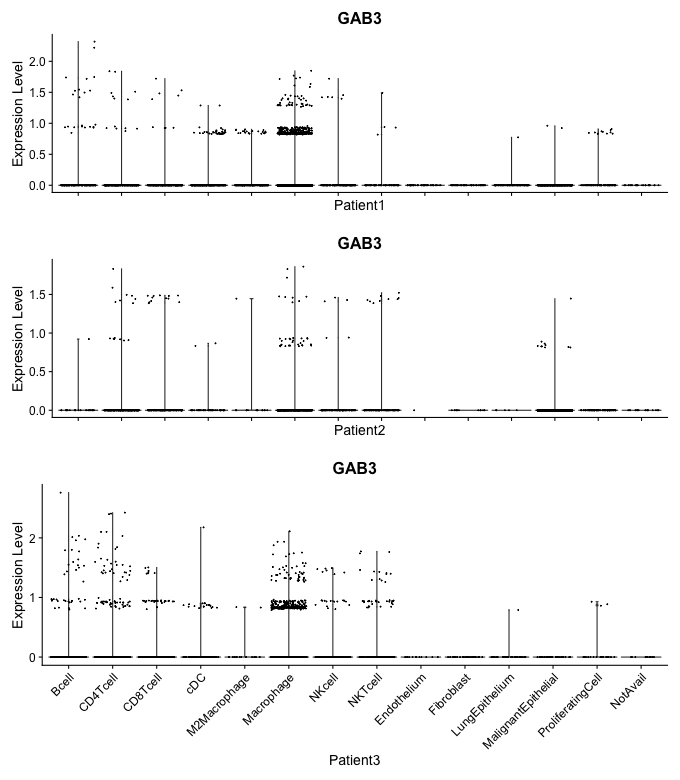 GAB3
Expression Level
2.0
1.5
1.0
0.5
0.0
Patient1
GAB3
Expression Level
1.5
1.0
0.5
0.0
Patient2
GAB3
Expression Level
2
1
0
Bcell
CD4Tcell
CD8Tcell
cDC
M2Macrophage
Macrophage
NKcell
NKTcell
Endothelium
Fibroblast
LungEpithelium
MalignantEpithelial
ProliferatingCell
NotAvail
Patient3